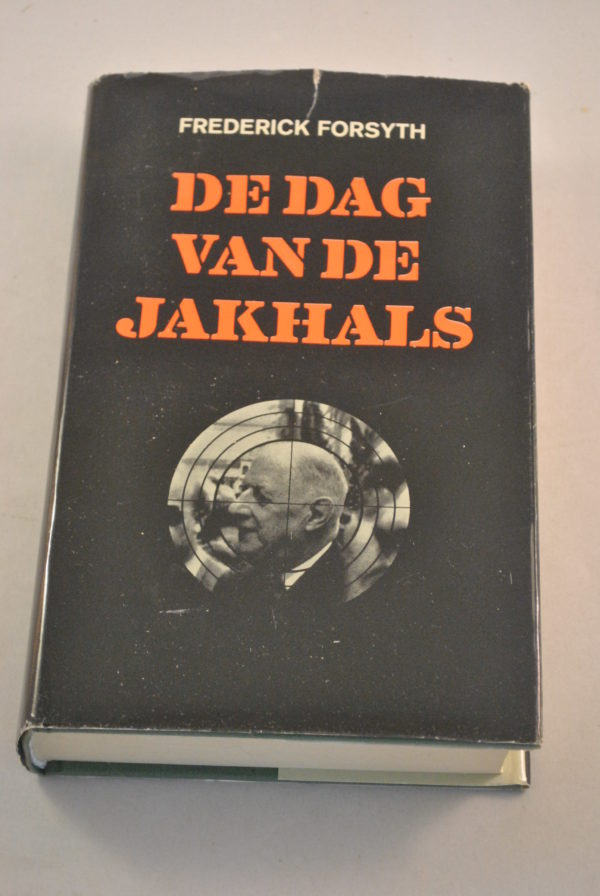 FREDERICK FORSYTH
DE DAG
VAN DE
JAKHALS